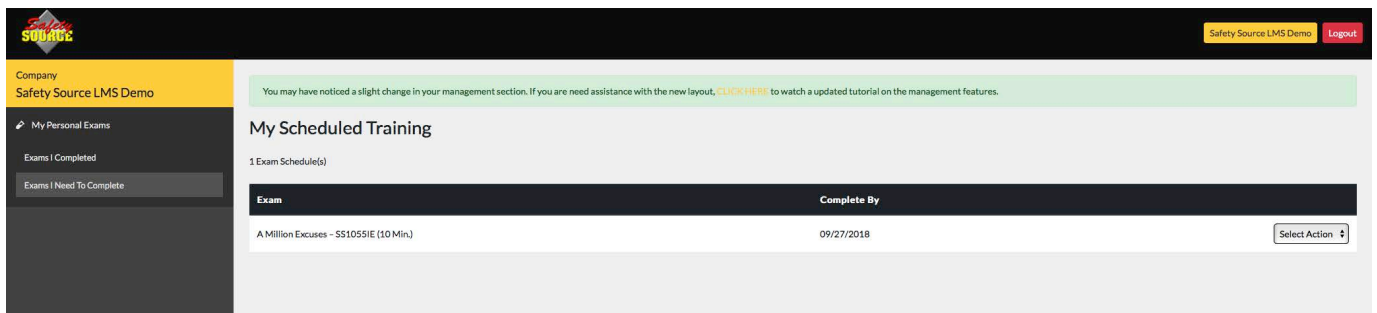 Safety
SOURCE
Safety Source LMS Demo
Logout
Company
Safety Source LMS Demo
My Personal Exams
Exams I Completed
Exams I Need To Complete
You may have noticed a slight change in your management section. If you are need assistance with the new layout, CLICK HERE to watch a updated tutorial on the management features.
My Scheduled Training
1 Exam Schedule(s)
Exam Complete By
A Million Excuses – SS1055IE (10 Min.) 09/27/2018 Select Action